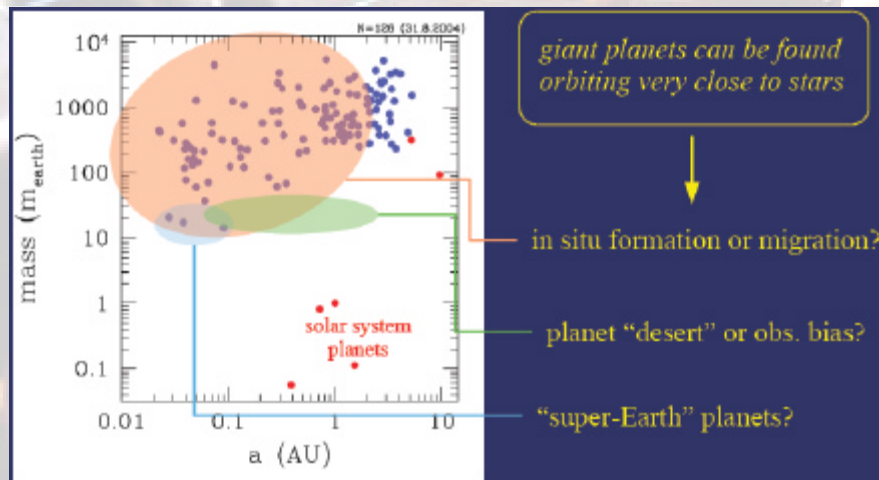 N=126 (31.8.2004)
10⁴
1000
100
10
1
0.1
mass (m_earth)
0.01 0.1 1 10
a (AU)
solar system
planets
giant planets can be found
orbiting very close to stars
in situ formation or migration?
planet “desert” or obs. bias?
“super-Earth” planets?